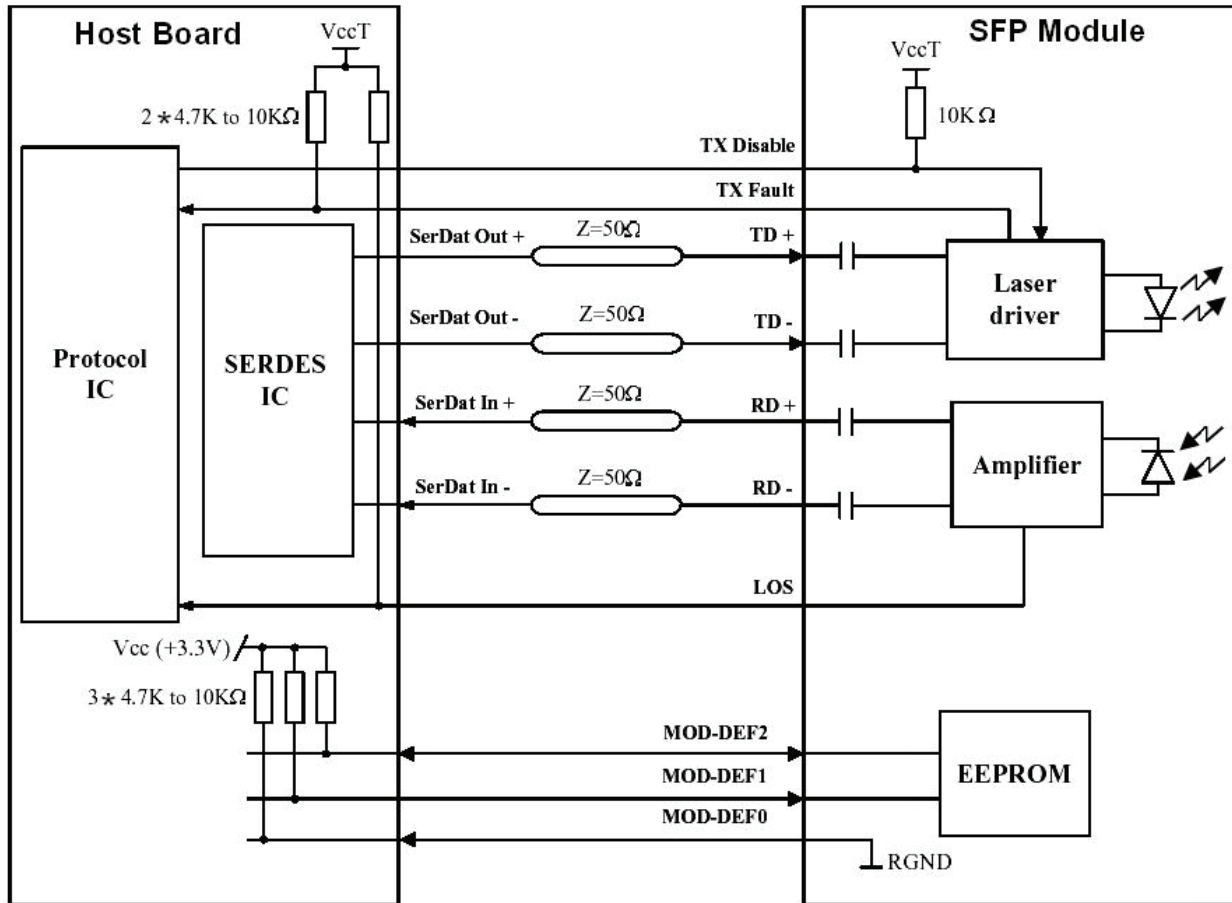 Host Board
SFP Module
VccT
VccT
2*4.7K to 10KΩ
10K Ω
TX Disable
TX Fault
SerDat Out +
Z=50Ω
TD +
Laser
driver
SerDat Out -
Z=50Ω
TD -
Protocol
IC
SERDES
IC
SerDat In +
Z=50Ω
RD +
Amplifier
SerDat In -
Z=50Ω
RD -
LOS
Vcc (+3.3V)
3* 4.7K to 10KΩ
MOD-DEF2
EEPROM
MOD-DEF1
MOD-DEF0
RGND